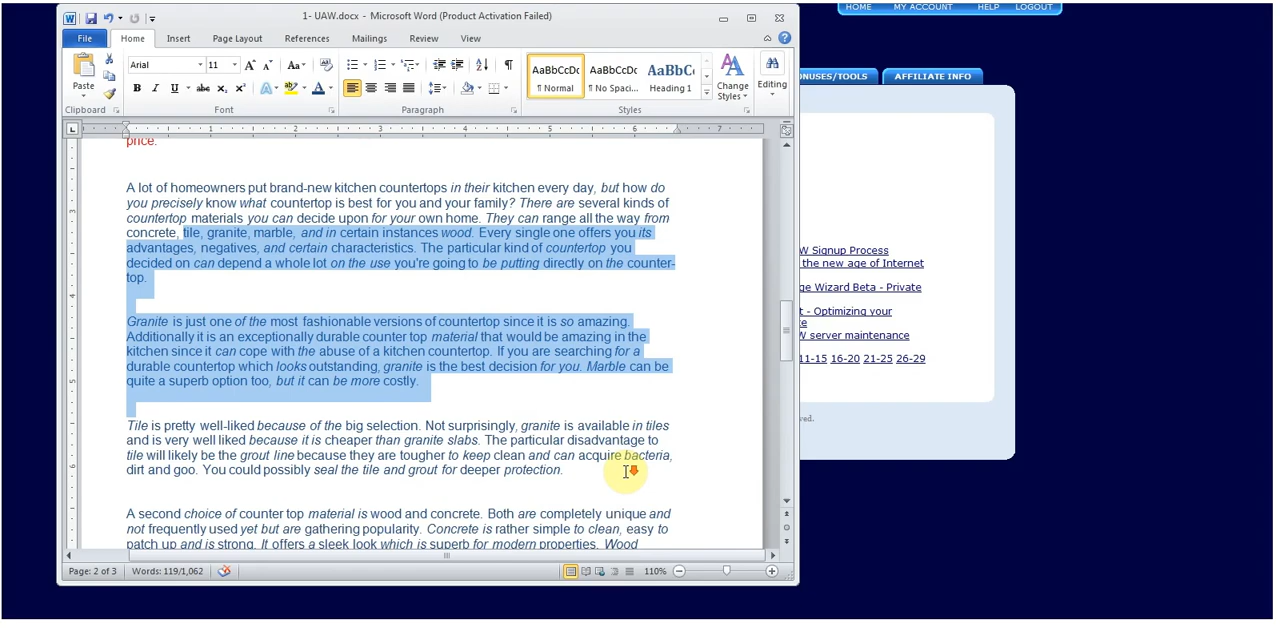 1- UAW.docx - Microsoft Word (Product Activation Failed)
HOME MY ACCOUNT HELP LOGOUT
File Home Insert Page Layout References Mailings Review View
Arial 11
Paste
Clipboard Font Paragraph Styles
AaBbCcDc AaBbCcDc AaBbC
¶ Normal ¶ No Spaci... Heading 1
Change Styles
Editing
ONUSES/TOOLS AFFILIATE INFO
1 2 3 4 5 6 7
price.
A lot of homeowners put brand-new kitchen countertops in their kitchen every day, but how do
you precisely know what countertop is best for you and your family? There are several kinds of
countertop materials you can decide upon for your own home. They can range all the way from
concrete, tile, granite, marble, and in certain instances wood. Every single one offers you its
advantages, negatives, and certain characteristics. The particular kind of countertop you
decided on can depend a whole lot on the use you're going to be putting directly on the counter-
top.
Granite is just one of the most fashionable versions of countertop since it is so amazing.
Additionally it is an exceptionally durable counter top material that would be amazing in the
kitchen since it can cope with the abuse of a kitchen countertop. If you are searching for a
durable countertop which looks outstanding, granite is the best decision for you. Marble can be
quite a superb option too, but it can be more costly.
Tile is pretty well-liked because of the big selection. Not surprisingly, granite is available in tiles
and is very well liked because it is cheaper than granite slabs. The particular disadvantage to
tile will likely be the grout line because they are tougher to keep clean and can acquire bacteria,
dirt and goo. You could possibly seal the tile and grout for deeper protection.
A second choice of counter top material is wood and concrete. Both are completely unique and
not frequently used yet but are gathering popularity. Concrete is rather simple to clean, easy to
patch up and is strong. It offers a sleek look which is superb for modern properties. Wood
W Signup Process
the new age of Internet
ge Wizard Beta - Private
t - Optimizing your
e
W server maintenance
11-15 16-20 21-25 26-29
ved.
Page: 2 of 3 Words: 119/1,062 110%